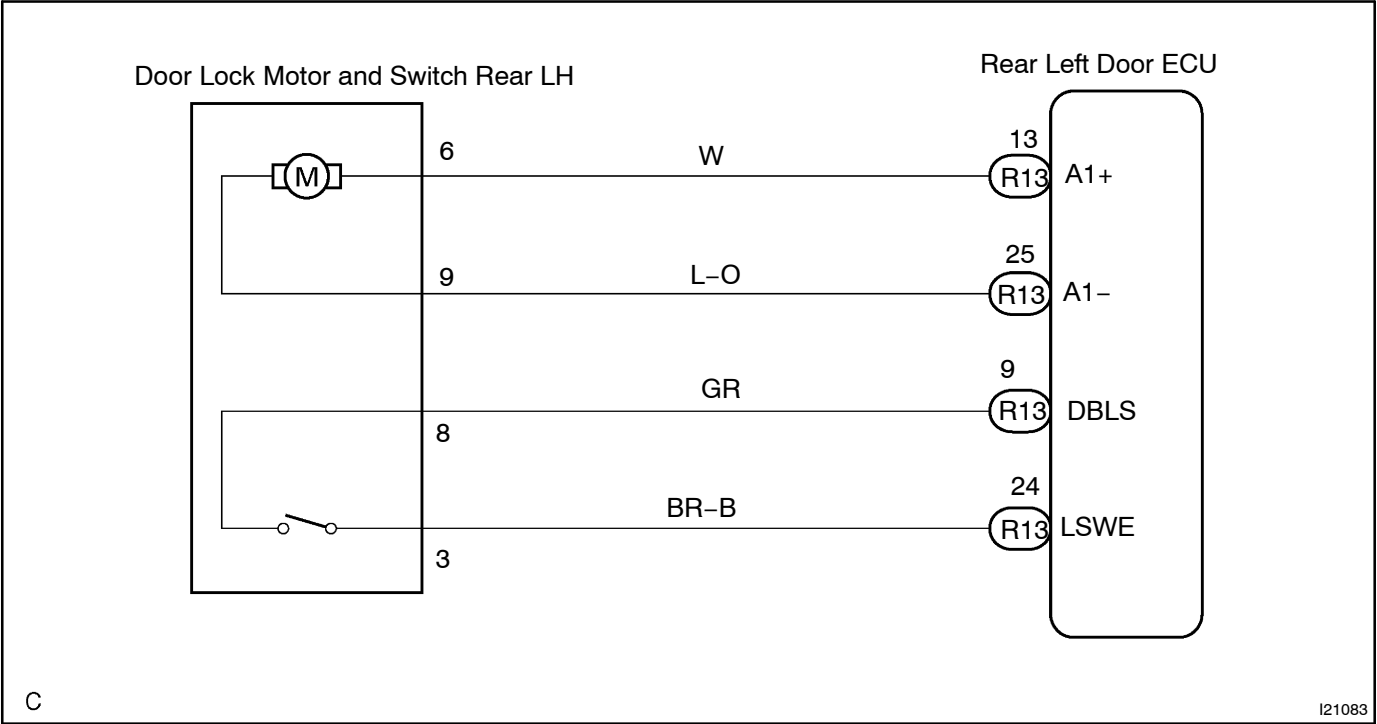 Door Lock Motor and Switch Rear LH
Rear Left Door ECU
M
6
W
13
R13
A1+
9
L−O
25
R13
A1−
8
GR
9
R13
DBLS
3
BR−B
24
R13
LSWE
C
I21083